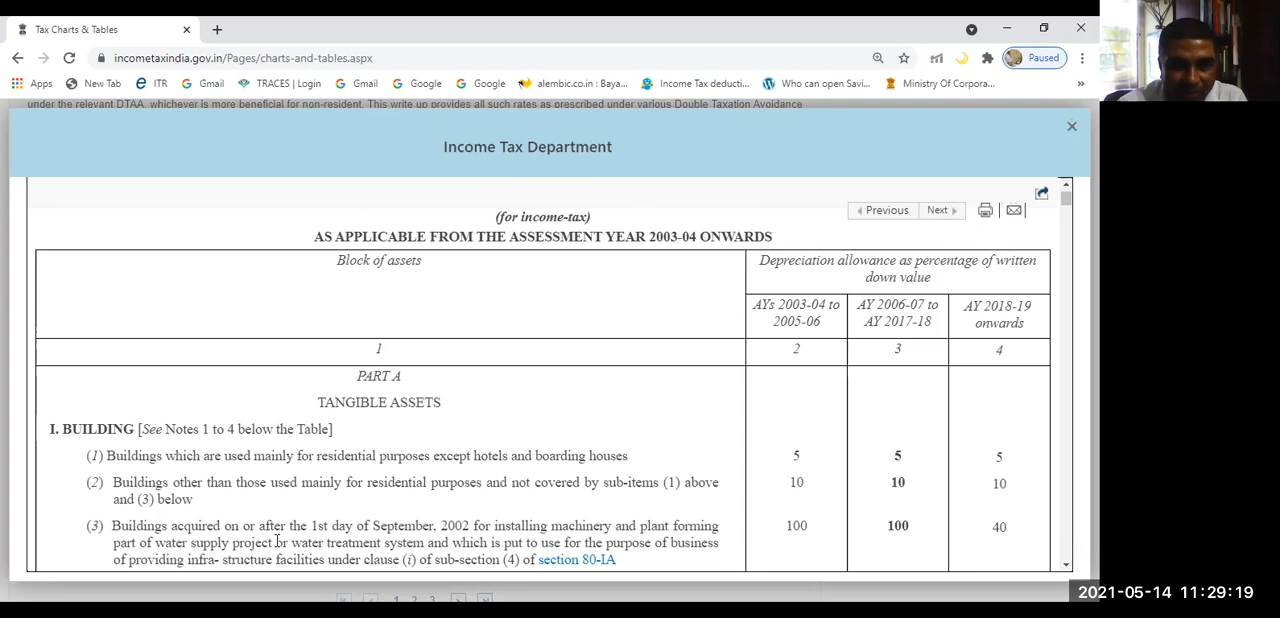 Tax Charts & Tables
incometaxindia.gov.in/Pages/charts-and-tables.aspx
Paused
Apps New Tab ITR Gmail TRACES | Login Gmail Google Google alembic.co.in : Baya... Income Tax deducti... Who can open Savi... Ministry Of Corpora... »
under the relevant DTAA, whichever is more beneficial for non-resident. This write up provides all such rates as prescribed under various Double Taxation Avoidance
Income Tax Department
Previous Next
(for income-tax)
AS APPLICABLE FROM THE ASSESSMENT YEAR 2003-04 ONWARDS
Block of assets
Depreciation allowance as percentage of written
down value
AYs 2003-04 to
2005-06
AY 2006-07 to
AY 2017-18
AY 2018-19
onwards
1 2 3 4
PART A
TANGIBLE ASSETS
I. BUILDING [See Notes 1 to 4 below the Table]
(1) Buildings which are used mainly for residential purposes except hotels and boarding houses 5 5 5
(2) Buildings other than those used mainly for residential purposes and not covered by sub-items (1) above 10 10 10
and (3) below
(3) Buildings acquired on or after the 1st day of September, 2002 for installing machinery and plant forming 100 100 40
part of water supply project or water treatment system and which is put to use for the purpose of business
of providing infra- structure facilities under clause (i) of sub-section (4) of section 80-IA
1 2 3
2021-05-14 11:29:19